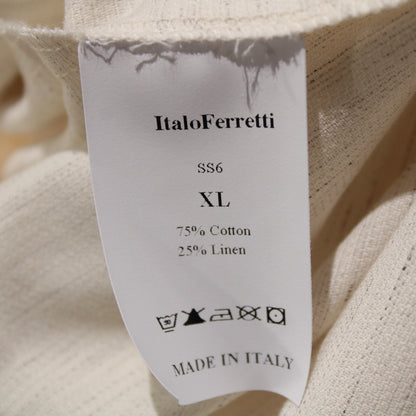 ItaloFerretti
SS6
XL
75% Cotton
25% Linen
MADE IN ITALY